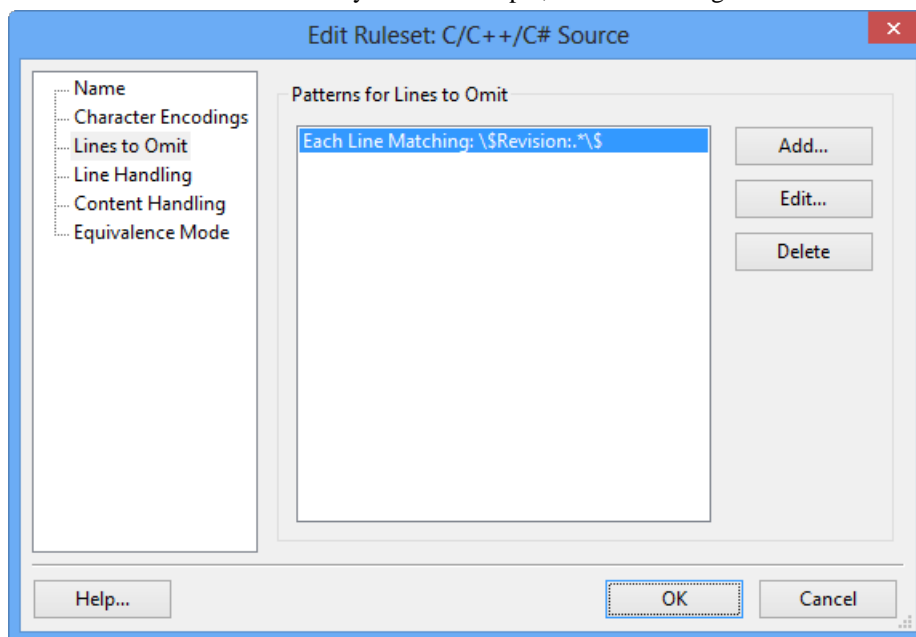 Edit Ruleset: C/C++/C# Source
Name
Character Encodings
Lines to Omit
Line Handling
Content Handling
Equivalence Mode
Patterns for Lines to Omit
Each Line Matching: \$Revision:.*\$
Add...
Edit...
Delete
Help...
OK
Cancel